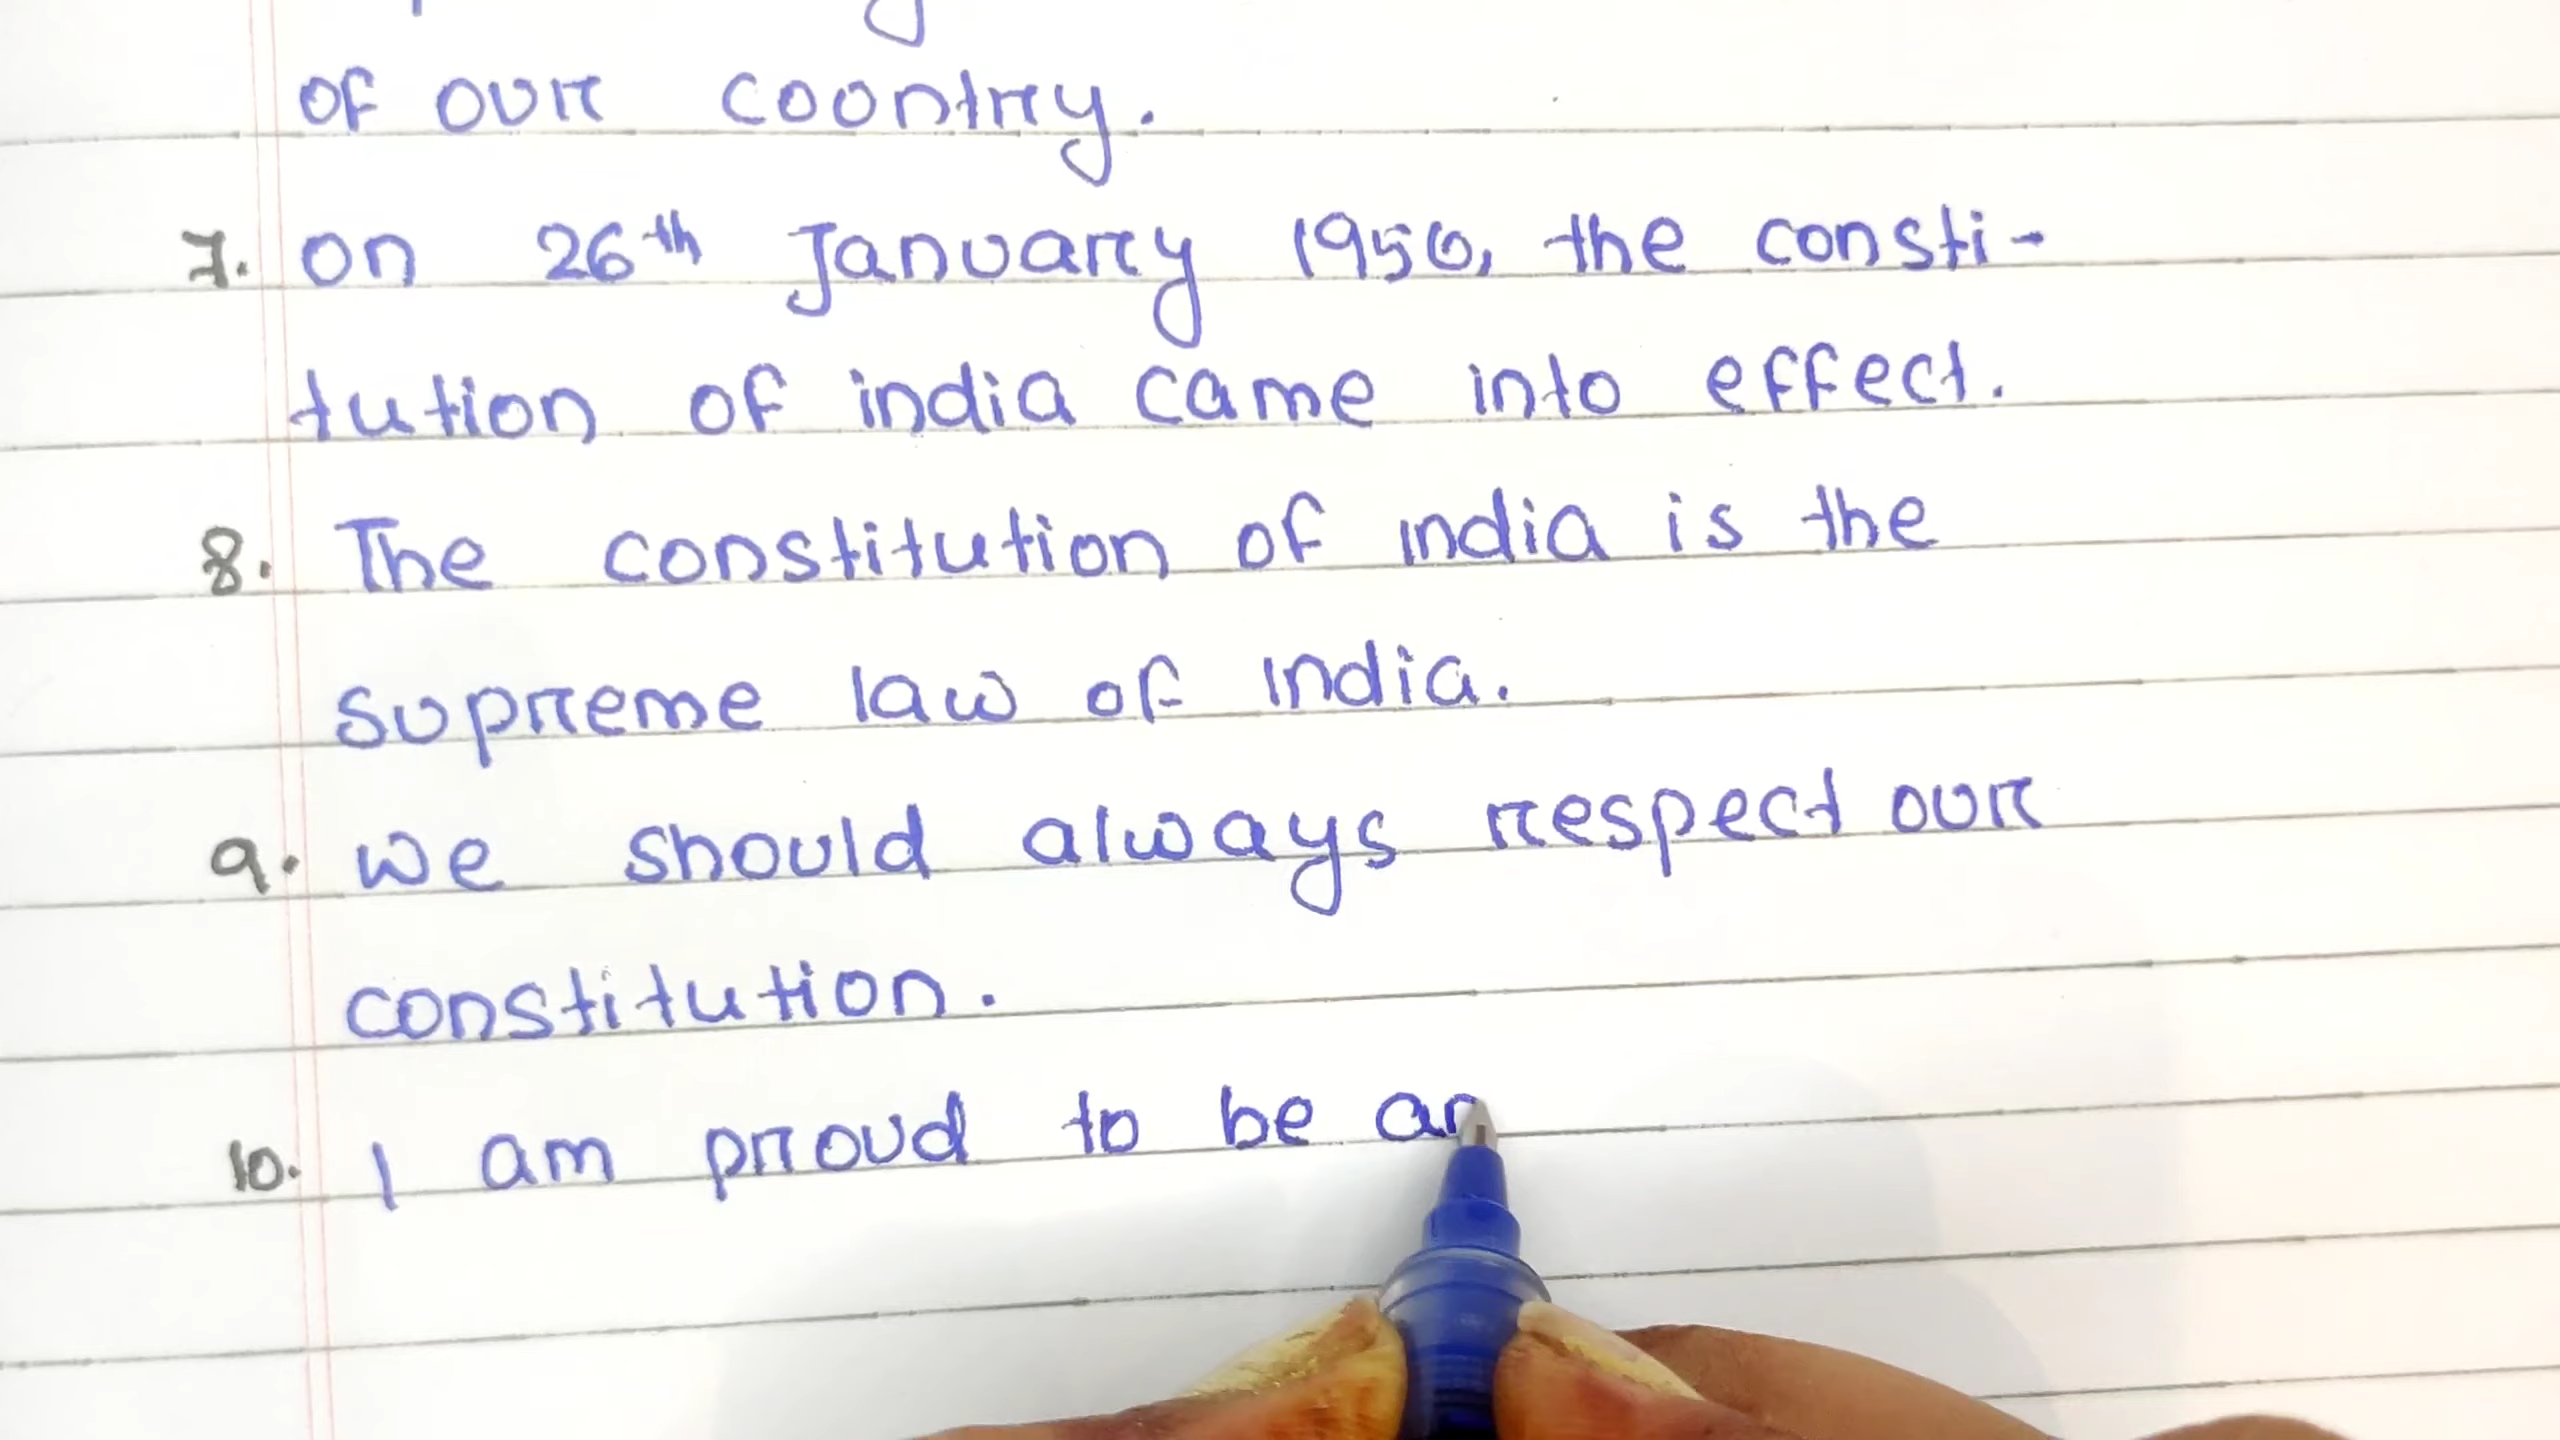 of our coontry.
7. on 26th January 1950, the consti-
tution of india came into effect.
8. The constitution of india is the
supreme law of india.
9. we should always respect our
constitution.
10. I am proud to be an